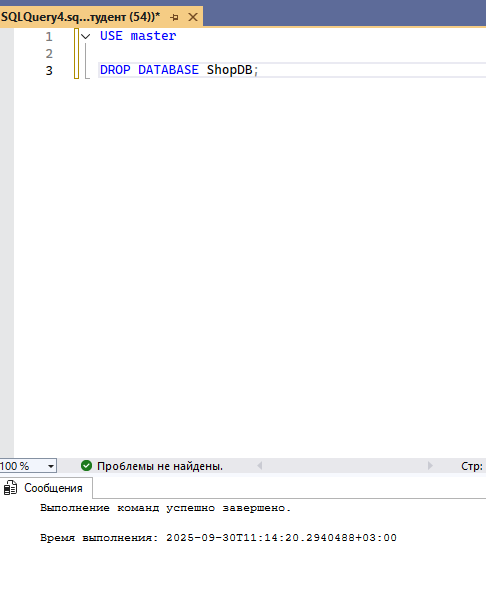 SQLQuery4.sq...тудент (54))*
1 USE master
2
3 DROP DATABASE ShopDB;
100 %
Проблемы не найдены.
Стр:
Сообщения
Выполнение команд успешно завершено.
Время выполнения: 2025-09-30T11:14:20.2940488+03:00